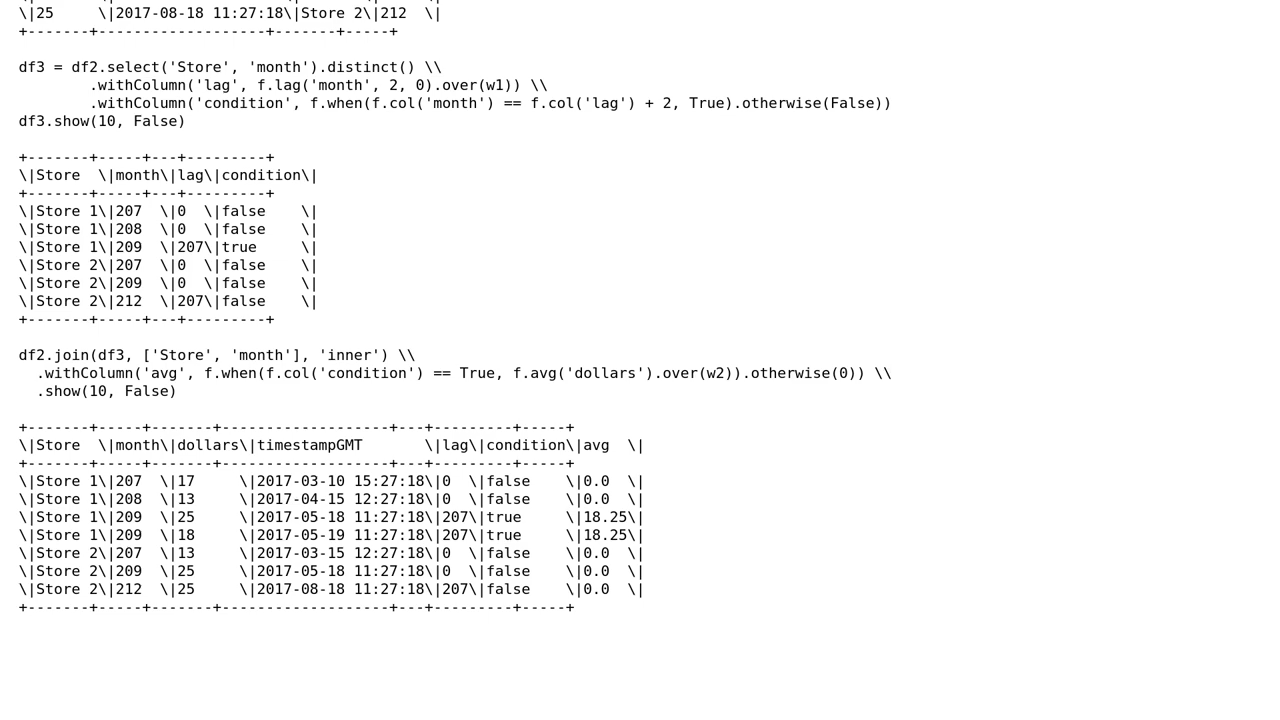 \|25     \|2017-08-18 11:27:18\|Store 2\|212  \|
+-------+-------------------+-------+-----+

df3 = df2.select('Store', 'month').distinct() \\
        .withColumn('lag', f.lag('month', 2, 0).over(w1)) \\
        .withColumn('condition', f.when(f.col('month') == f.col('lag') + 2, True).otherwise(False))
df3.show(10, False)

+-------+-----+---+---------+
\|Store  \|month\|lag\|condition\|
+-------+-----+---+---------+
\|Store 1\|207  \|0  \|false    \|
\|Store 1\|208  \|0  \|false    \|
\|Store 1\|209  \|207\|true     \|
\|Store 2\|207  \|0  \|false    \|
\|Store 2\|209  \|0  \|false    \|
\|Store 2\|212  \|207\|false    \|
+-------+-----+---+---------+

df2.join(df3, ['Store', 'month'], 'inner') \\
  .withColumn('avg', f.when(f.col('condition') == True, f.avg('dollars').over(w2)).otherwise(0)) \\
  .show(10, False)

+-------+-----+-------+-------------------+---+---------+-----+
\|Store  \|month\|dollars\|timestampGMT       \|lag\|condition\|avg  \|
+-------+-----+-------+-------------------+---+---------+-----+
\|Store 1\|207  \|17     \|2017-03-10 15:27:18\|0  \|false    \|0.0  \|
\|Store 1\|208  \|13     \|2017-04-15 12:27:18\|0  \|false    \|0.0  \|
\|Store 1\|209  \|25     \|2017-05-18 11:27:18\|207\|true     \|18.25\|
\|Store 1\|209  \|18     \|2017-05-19 11:27:18\|207\|true     \|18.25\|
\|Store 2\|207  \|13     \|2017-03-15 12:27:18\|0  \|false    \|0.0  \|
\|Store 2\|209  \|25     \|2017-05-18 11:27:18\|0  \|false    \|0.0  \|
\|Store 2\|212  \|25     \|2017-08-18 11:27:18\|207\|false    \|0.0  \|
+-------+-----+-------+-------------------+---+---------+-----+